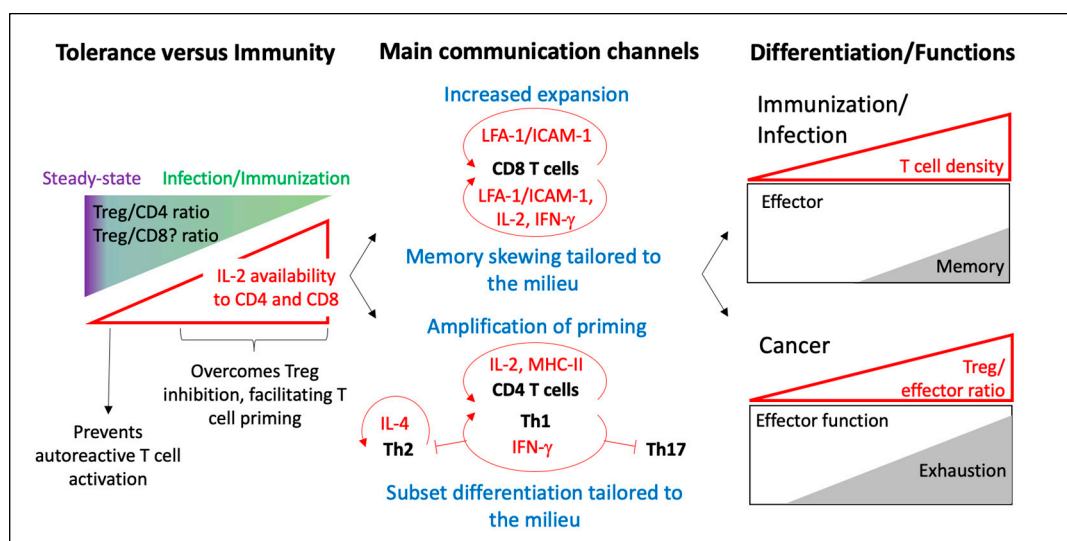 Tolerance versus Immunity
Steady-state
Infection/Immunization
Treg/CD4 ratio
Treg/CD8? ratio
IL-2 availability
to CD4 and CD8
Overcomes Treg
inhibition, facilitating T
cell priming
Prevents
autoreactive T cell
activation
Main communication channels
Increased expansion
LFA-1/ICAM-1
CD8 T cells
LFA-1/ICAM-1,
IL-2, IFN-γ
Memory skewing tailored to
the milieu
Amplification of priming
IL-2, MHC-II
CD4 T cells
Th1
IFN-γ
IL-4
Th2
Th17
Subset differentiation tailored to
the milieu
Differentiation/Functions
Immunization/
Infection
T cell density
Effector
Memory
Cancer
Treg/
effector ratio
Effector function
Exhaustion